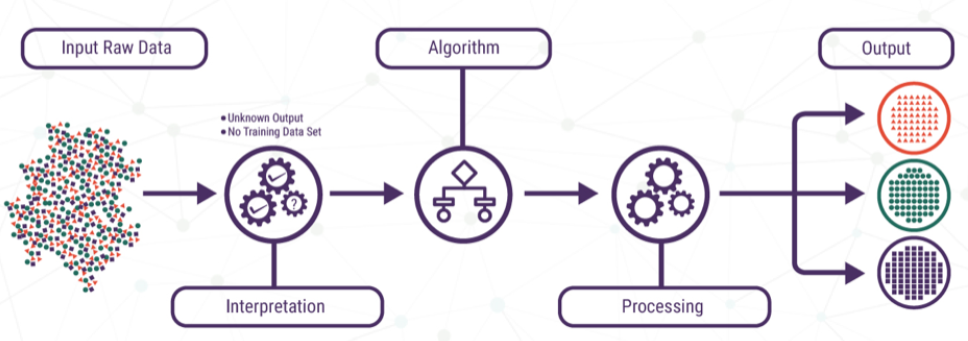 Input Raw Data
Algorithm
Output
• Unknown Output
• No Training Data Set
?
Interpretation
Processing